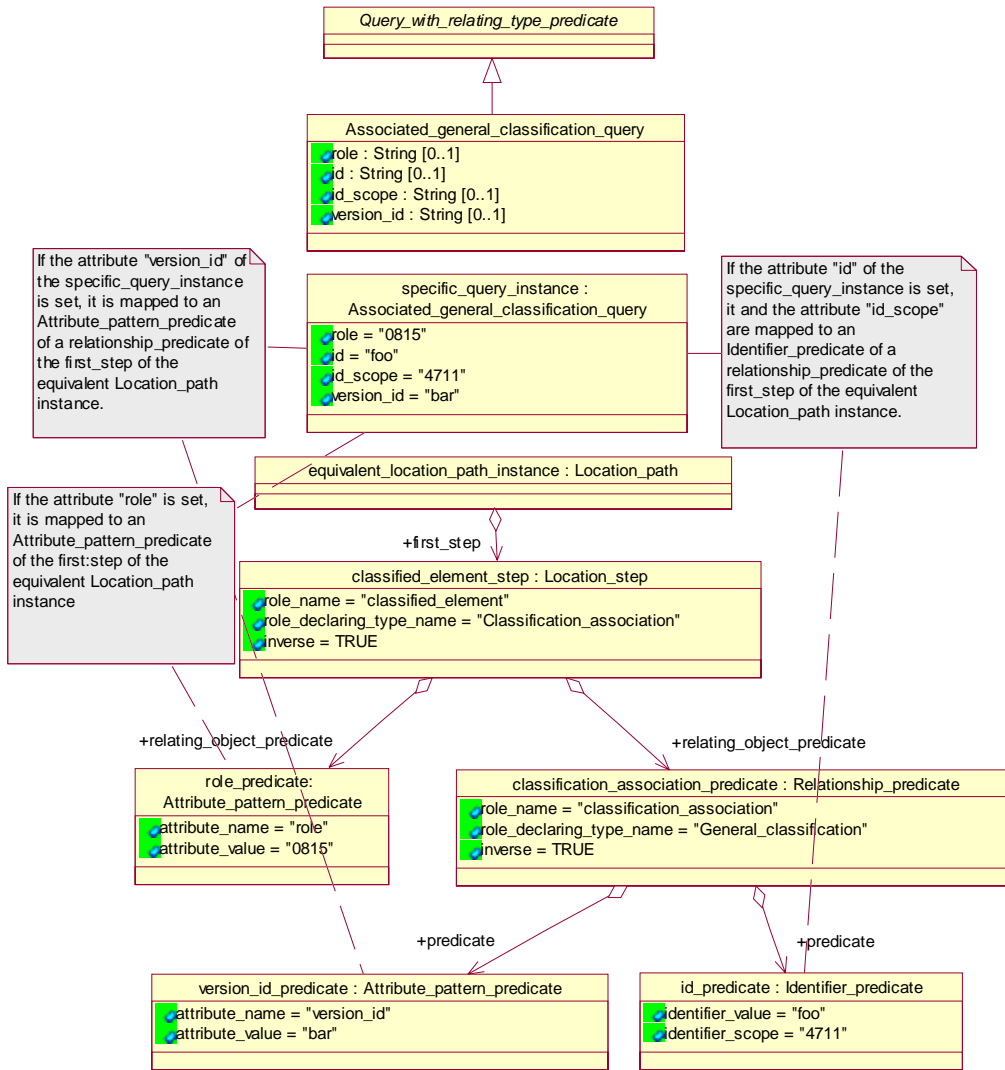 Query_with_relating_type_predicate
Associated_general_classification_query
role : String [0..1]
id : String [0..1]
id_scope : String [0..1]
version_id : String [0..1]
If the attribute "version_id" of
the specific_query_instance
is set, it is mapped to an
Attribute_pattern_predicate
of a relationship_predicate of
the first_step of the
equivalent Location_path
instance.
specific_query_instance :
Associated_general_classification_query
role = "0815"
id = "foo"
id_scope = "4711"
version_id = "bar"
If the attribute "id" of the
specific_query_instance is set,
it and the attribute "id_scope"
are mapped to an
Identifier_predicate of a
relationship_predicate of the
first_step of the equivalent
Location_path instance.
equivalent_location_path_instance : Location_path
If the attribute "role" is set,
it is mapped to an
Attribute_pattern_predicate
of the first:step of the
equivalent Location_path
instance
+first_step
classified_element_step : Location_step
role_name = "classified_element"
role_declaring_type_name = "Classification_association"
inverse = TRUE
+relating_object_predicate
+relating_object_predicate
role_predicate:
Attribute_pattern_predicate
attribute_name = "role"
attribute_value = "0815"
classification_association_predicate : Relationship_predicate
role_name = "classification_association"
role_declaring_type_name = "General_classification"
inverse = TRUE
+predicate
+predicate
version_id_predicate : Attribute_pattern_predicate
attribute_name = "version_id"
attribute_value = "bar"
id_predicate : Identifier_predicate
identifier_value = "foo"
identifier_scope = "4711"